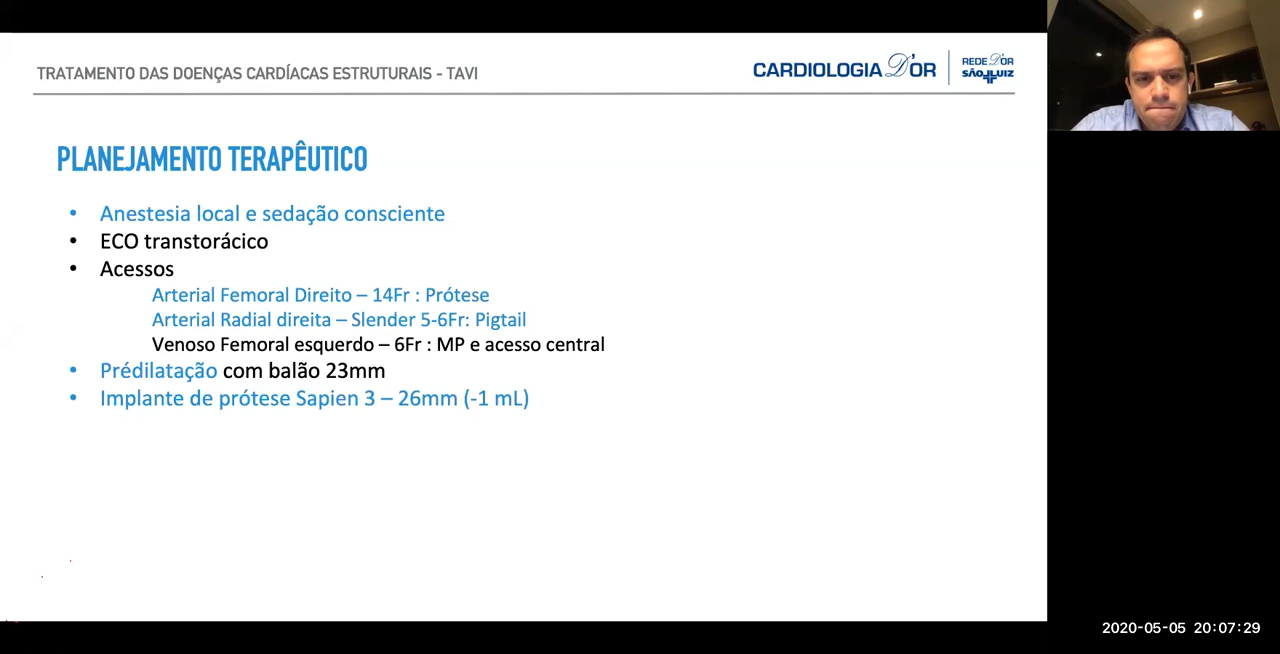 TRATAMENTO DAS DOENÇAS CARDÍACAS ESTRUTURAIS - TAVI
CARDIOLOGIA D'OR
REDE D'OR
SÃO LUIZ
PLANEJAMENTO TERAPÊUTICO
• Anestesia local e sedação consciente
• ECO transtorácico
• Acessos
Arterial Femoral Direito – 14Fr : Prótese
Arterial Radial direita – Slender 5-6Fr: Pigtail
Venoso Femoral esquerdo – 6Fr : MP e acesso central
• Prédilatação com balão 23mm
• Implante de prótese Sapien 3 – 26mm (-1 mL)
2020-05-05 20:07:29